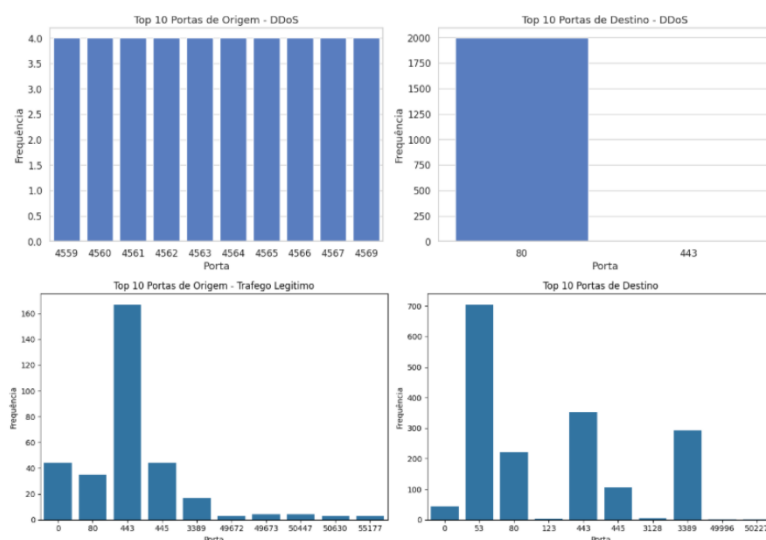 Top 10 Portas de Origem - DDoS
Frequência
4.0
3.5
3.0
2.5
2.0
1.5
1.0
0.5
0.0
4559 4560 4561 4562 4563 4564 4565 4566 4567 4569
Porta
Top 10 Portas de Destino - DDoS
Frequência
2000
1750
1500
1250
1000
750
500
250
0
80 443
Porta
Top 10 Portas de Origem - Trafego Legitimo
Frequência
160
140
120
100
80
60
40
20
0
0 80 443 445 3389 49672 49673 50447 50630 55177
Porta
Top 10 Portas de Destino
Frequência
700
600
500
400
300
200
100
0
0 53 80 123 443 445 3128 3389 49996 50227
Porta